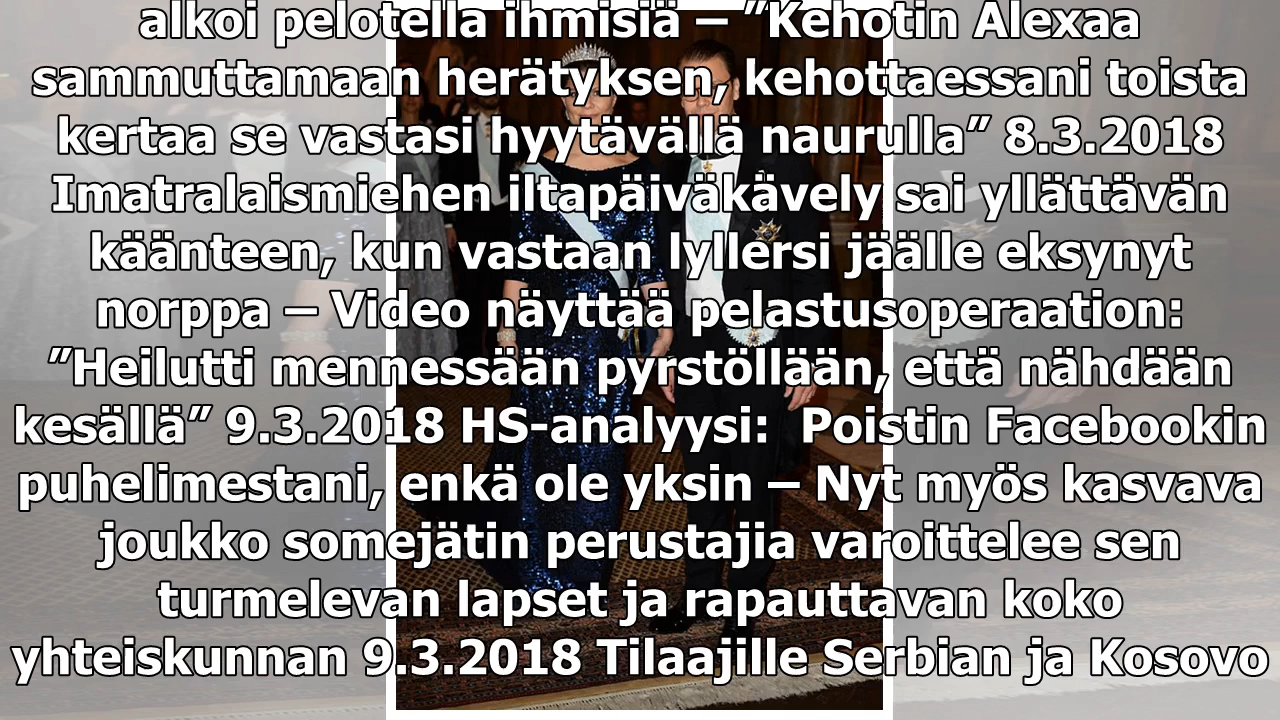 alkoi pelotella ihmisiä – ”Kehotin Alexaa
sammuttamaan herätyksen, kehottaessani toista
kertaa se vastasi hyytävällä naurulla” 8.3.2018
Imatralaismiehen iltapäiväkävely sai yllättävän
käänteen, kun vastaan lyllersi jäälle eksynyt
norppa – Video näyttää pelastusoperaation:
”Heilutti mennessään pyrstöllään, että nähdään
kesällä” 9.3.2018 HS-analyysi:  Poistin Facebookin
puhelimestani, enkä ole yksin – Nyt myös kasvava
joukko somejätin perustajia varoittelee sen
turmelevan lapset ja rapauttavan koko
yhteiskunnan 9.3.2018 Tilaajille Serbian ja Kosovo